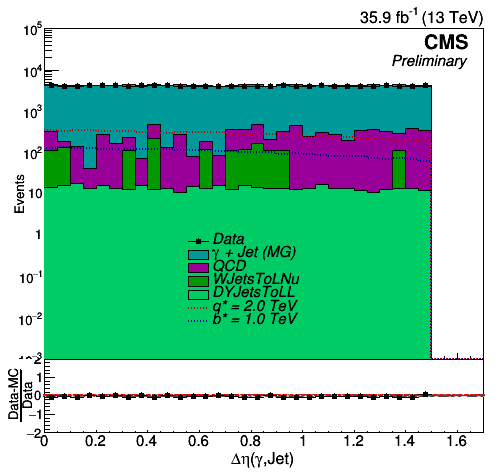 35.9 fb⁻¹ (13 TeV)
CMS
Preliminary
Events
10⁵
10⁴
10³
10²
10
1
10⁻¹
10⁻²
Data
γ + Jet (MG)
QCD
WJetsToLNu
DYJetsToLL
q* = 2.0 TeV
b* = 1.0 TeV
Data-MC
Data
2
1
0
−1
−2
0 0.2 0.4 0.6 0.8 1 1.2 1.4 1.6
Δη(γ,Jet)